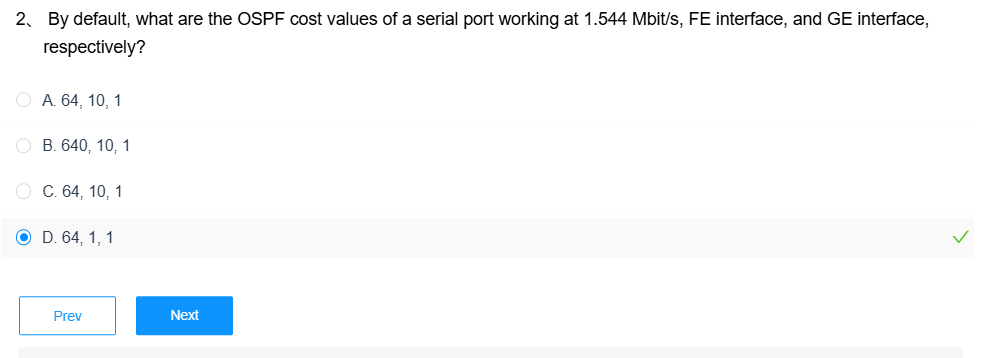 2、 By default, what are the OSPF cost values of a serial port working at 1.544 Mbit/s, FE interface, and GE interface,
respectively?
A. 64, 10, 1
B. 640, 10, 1
C. 64, 10, 1
D. 64, 1, 1
Prev Next